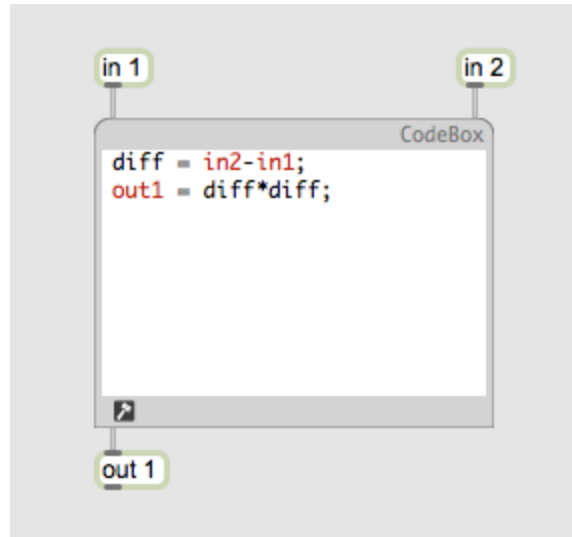 in 1
in 2
CodeBox
diff = in2-in1;
out1 = diff*diff;
out 1